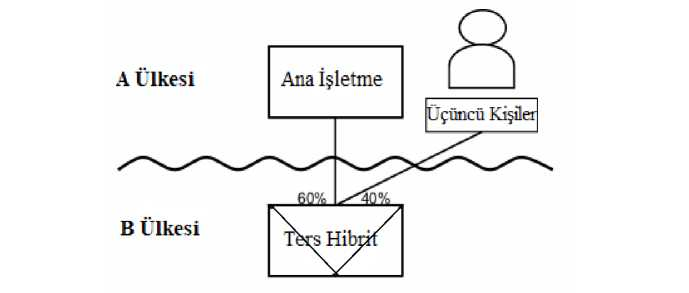 A Ülkesi
Ana İşletme
Üçüncü Kişiler
60%
40%
B Ülkesi
Ters Hibrit